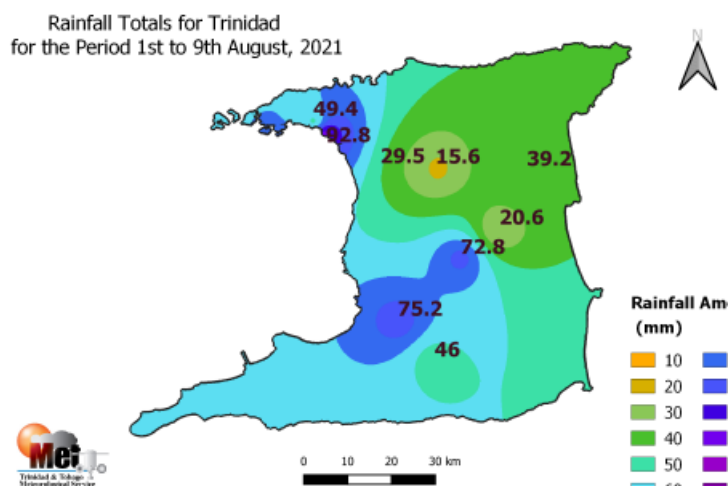 Rainfall Totals for Trinidad
for the Period 1st to 9th August, 2021
N
49.4
92.8
29.5 15.6
39.2
20.6
72.8
75.2
46
Rainfall Am
(mm)
10
20
30
40
50
60
0 10 20 30 km
Met
Trinidad & Tobago
Meteorological Service